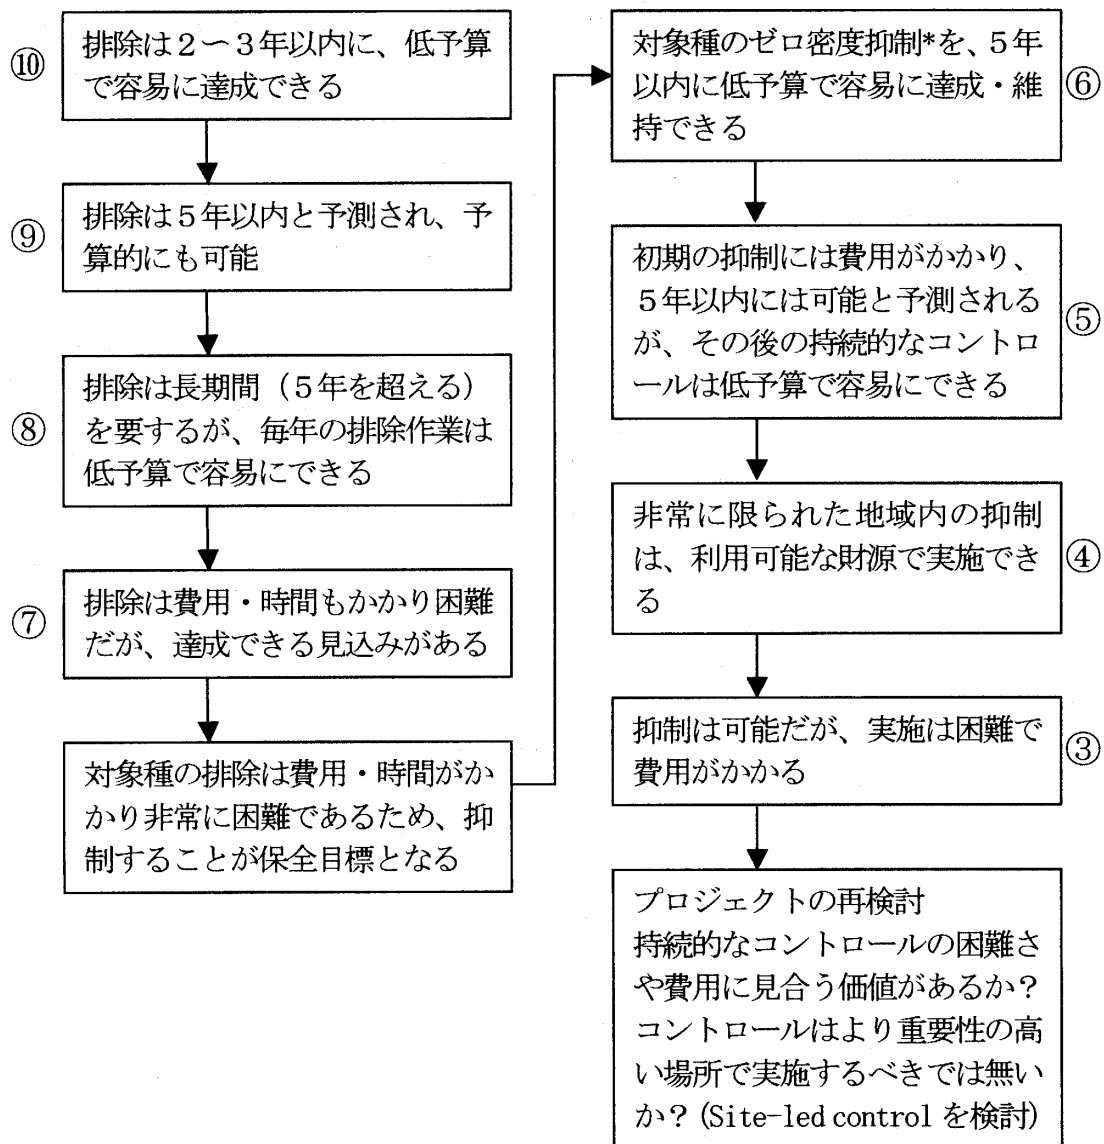 ⑩
排除は2～3年以内に、低予算
で容易に達成できる
⑨
排除は5年以内と予測され、予
算的にも可能
⑧
排除は長期間（5年を超える）
を要するが、毎年の排除作業は
低予算で容易にできる
⑦
排除は費用・時間もかかり困難
だが、達成できる見込みがある
対象種の排除は費用・時間がか
かり非常に困難であるため、抑
制することが保全目標となる
対象種のゼロ密度抑制*を、5年
以内に低予算で容易に達成・維
持できる
⑥
初期の抑制には費用がかかり、
5年以内には可能と予測される
が、その後の持続的なコントロ
ールは低予算で容易にできる
⑤
非常に限られた地域内の抑制
は、利用可能な財源で実施でき
る
④
抑制は可能だが、実施は困難で
費用がかかる
③
プロジェクトの再検討
持続的なコントロールの困難さ
や費用に見合う価値があるか？
コントロールはより重要性の高
い場所で実施するべきでは無い
か？(Site-led control を検討)